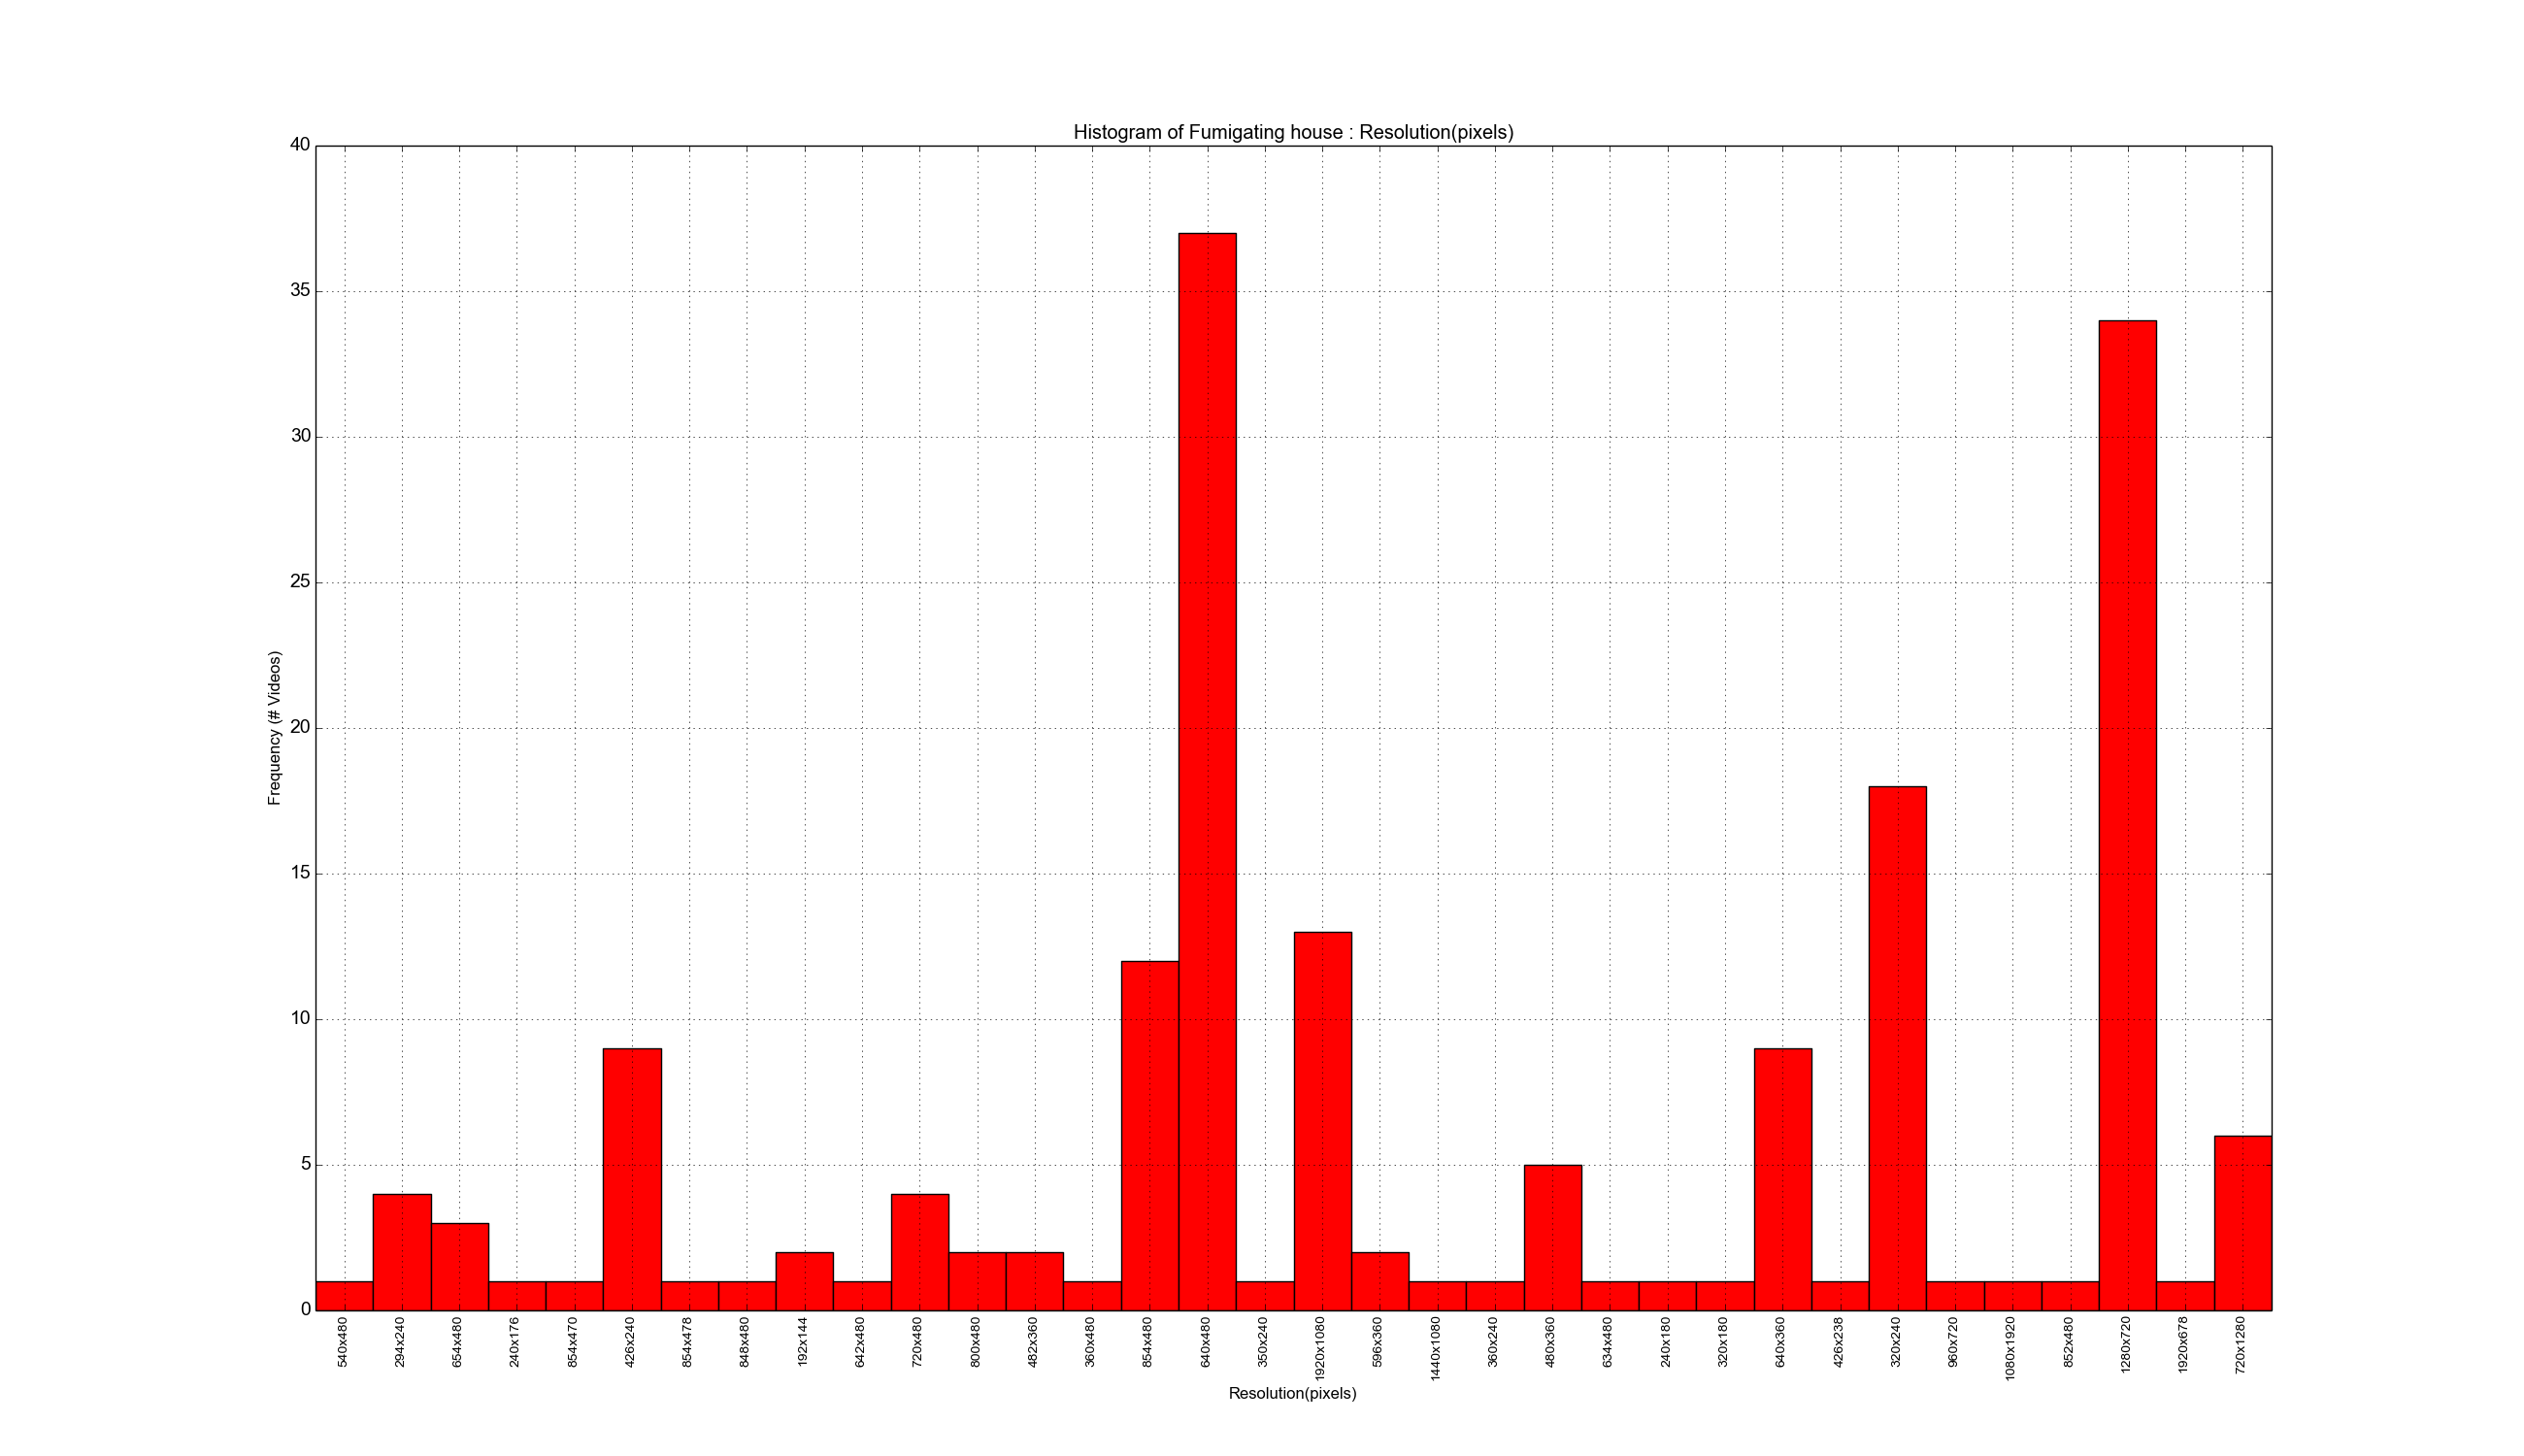 Histogram of Fumigating house : Resolution(pixels)
40
35
30
25
20
15
10
5
0
Frequency (# Videos)
540x480
294x240
654x480
240x176
854x470
426x240
854x478
848x480
192x144
642x480
720x480
800x480
482x360
360x480
854x480
640x480
350x240
1920x1080
596x360
1440x1080
360x240
480x360
634x480
240x180
320x180
640x360
426x238
320x240
960x720
1080x1920
852x480
1280x720
1920x678
720x1280
Resolution(pixels)